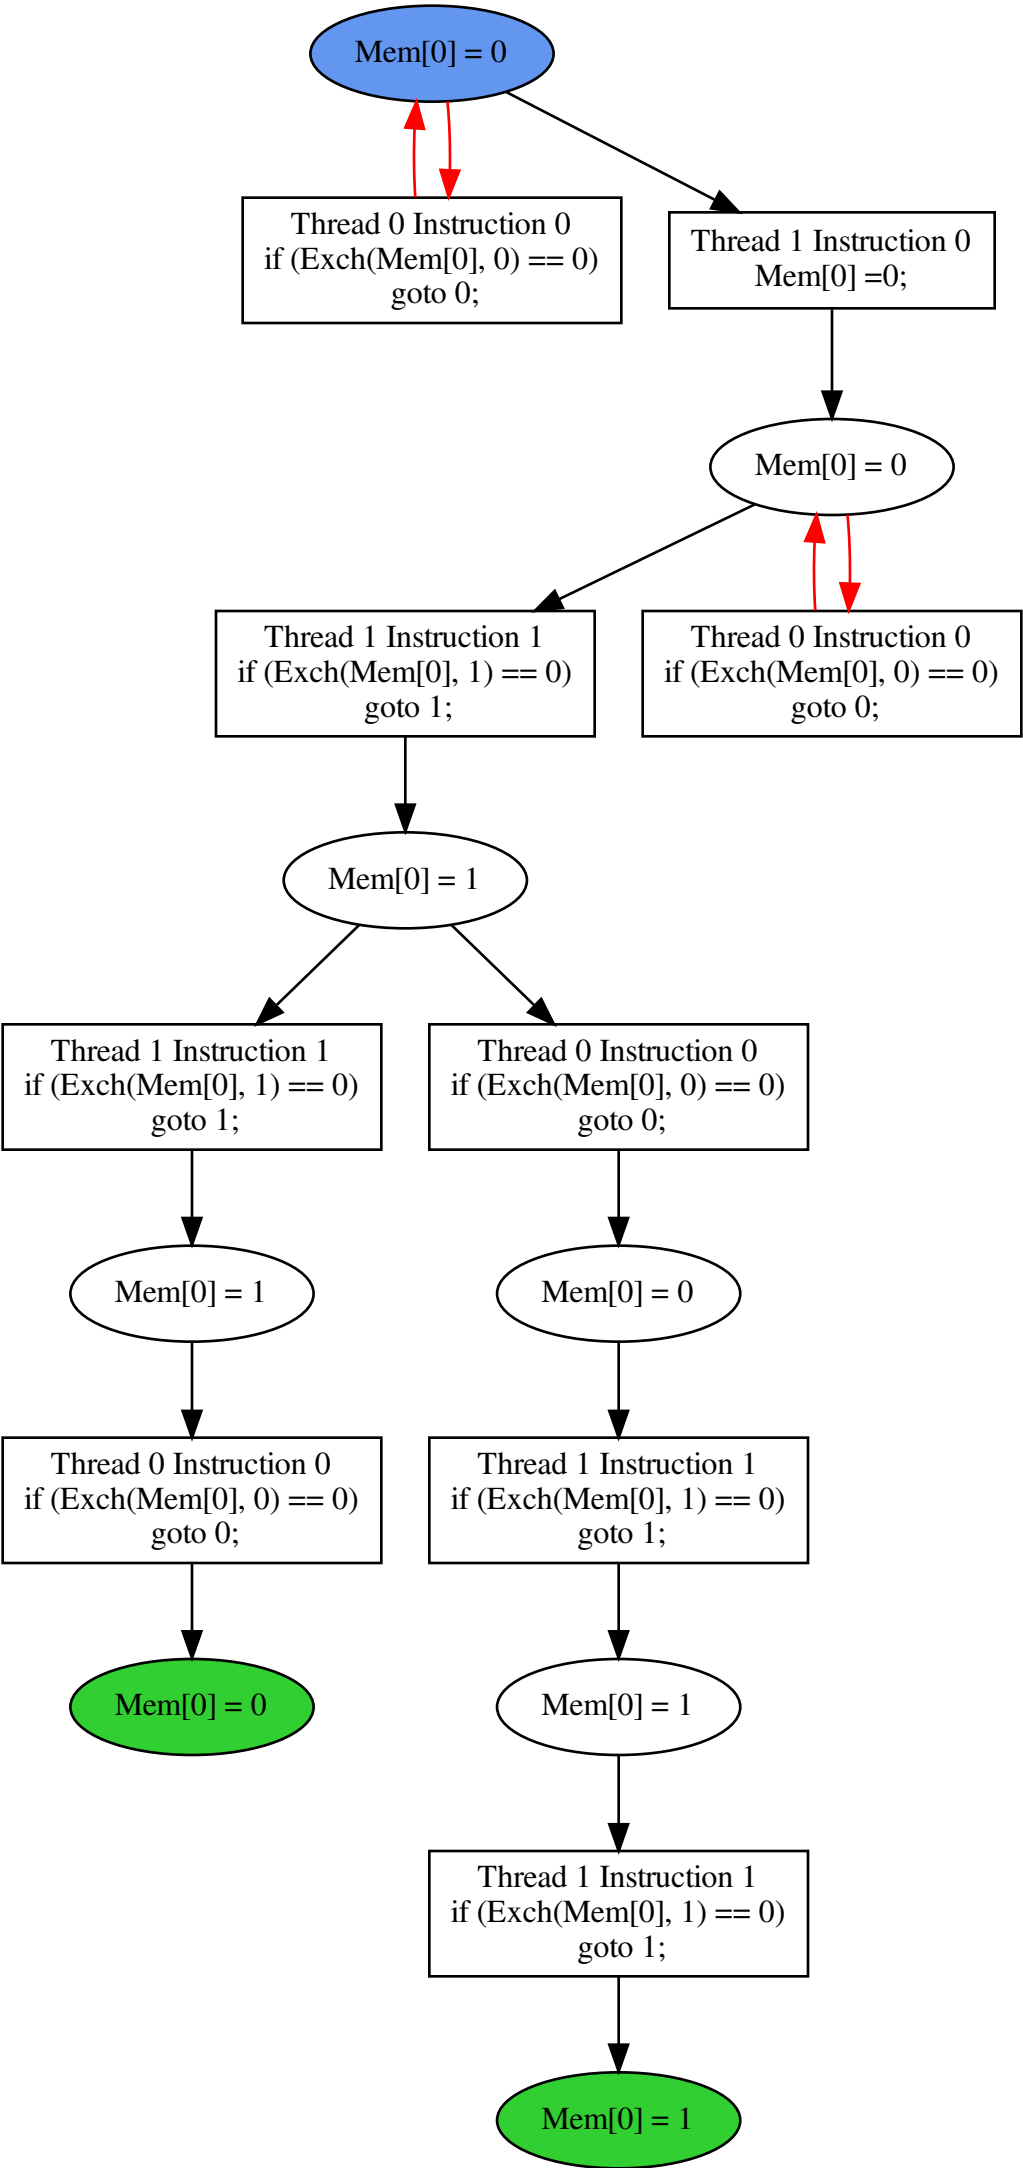 Mem[0] = 0
Thread 0 Instruction 0
if (Exch(Mem[0], 0) == 0)
goto 0;
Thread 1 Instruction 0
Mem[0] =0;
Mem[0] = 0
Thread 1 Instruction 1
if (Exch(Mem[0], 1) == 0)
goto 1;
Thread 0 Instruction 0
if (Exch(Mem[0], 0) == 0)
goto 0;
Mem[0] = 1
Thread 1 Instruction 1
if (Exch(Mem[0], 1) == 0)
goto 1;
Thread 0 Instruction 0
if (Exch(Mem[0], 0) == 0)
goto 0;
Mem[0] = 1
Mem[0] = 0
Thread 0 Instruction 0
if (Exch(Mem[0], 0) == 0)
goto 0;
Thread 1 Instruction 1
if (Exch(Mem[0], 1) == 0)
goto 1;
Mem[0] = 0
Mem[0] = 1
Thread 1 Instruction 1
if (Exch(Mem[0], 1) == 0)
goto 1;
Mem[0] = 1